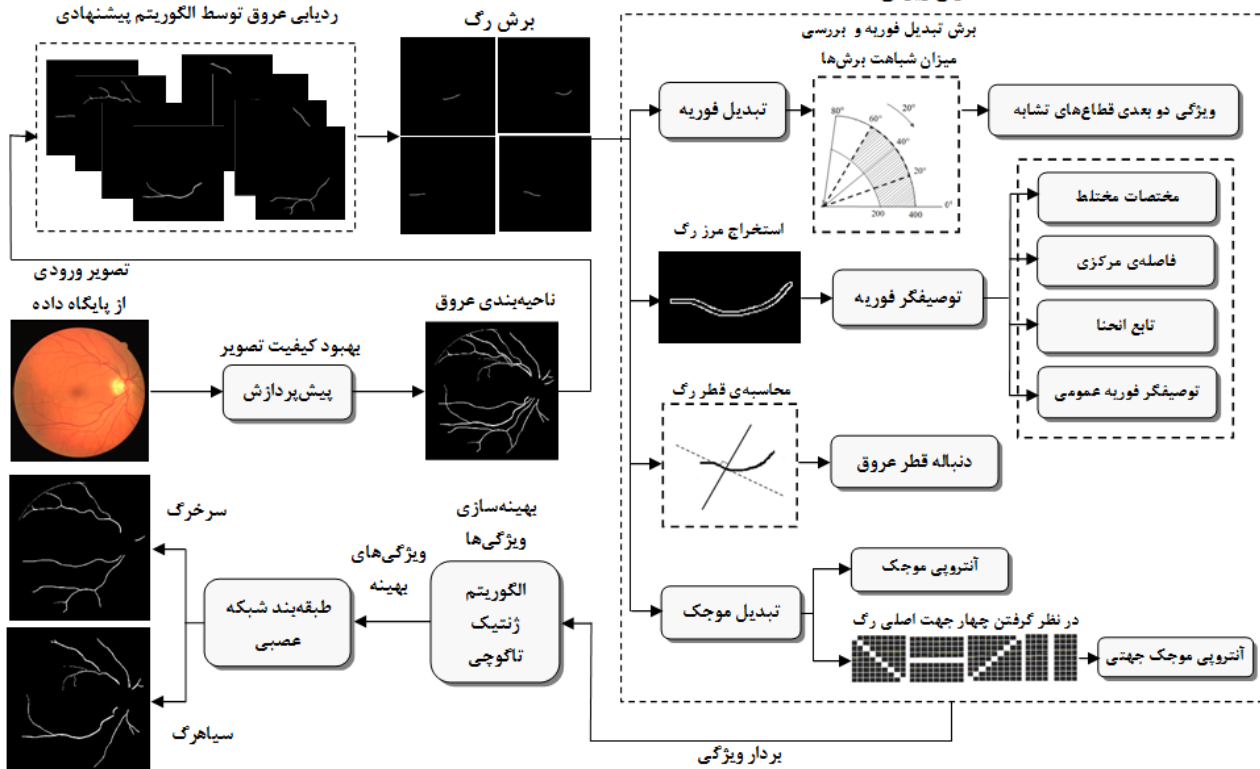 ردیابی عروق توسط الگوریتم پیشنهادی
برش رگ
برش تبدیل فوریه و بررسی
میزان شباهت برش‌ها
تبدیل فوریه
80°
60°
40°
20°
20°
0°
200
400
ویژگی دو بعدی قطاع‌های تشابه
استخراج مرز رگ
توصیفگر فوریه
مختصات مختلط
فاصله‌ی مرکزی
تابع انحنا
توصیفگر فوریه عمومی
تصویر ورودی
از پایگاه داده
بهبود کیفیت تصویر
پیش‌پردازش
ناحیه‌بندی عروق
محاسبه‌ی قطر رگ
دنباله قطر عروق
تبدیل موجک
آنتروپی موجک
در نظر گرفتن چهار جهت اصلی رگ
آنتروپی موجک جهتی
بردار ویژگی
بهینه‌سازی
ویژگی‌ها
الگوریتم
ژنتیک
تاگوچی
ویژگی‌های
بهینه
طبقه‌بند شبکه
عصبی
سرخرگ
سیاهرگ